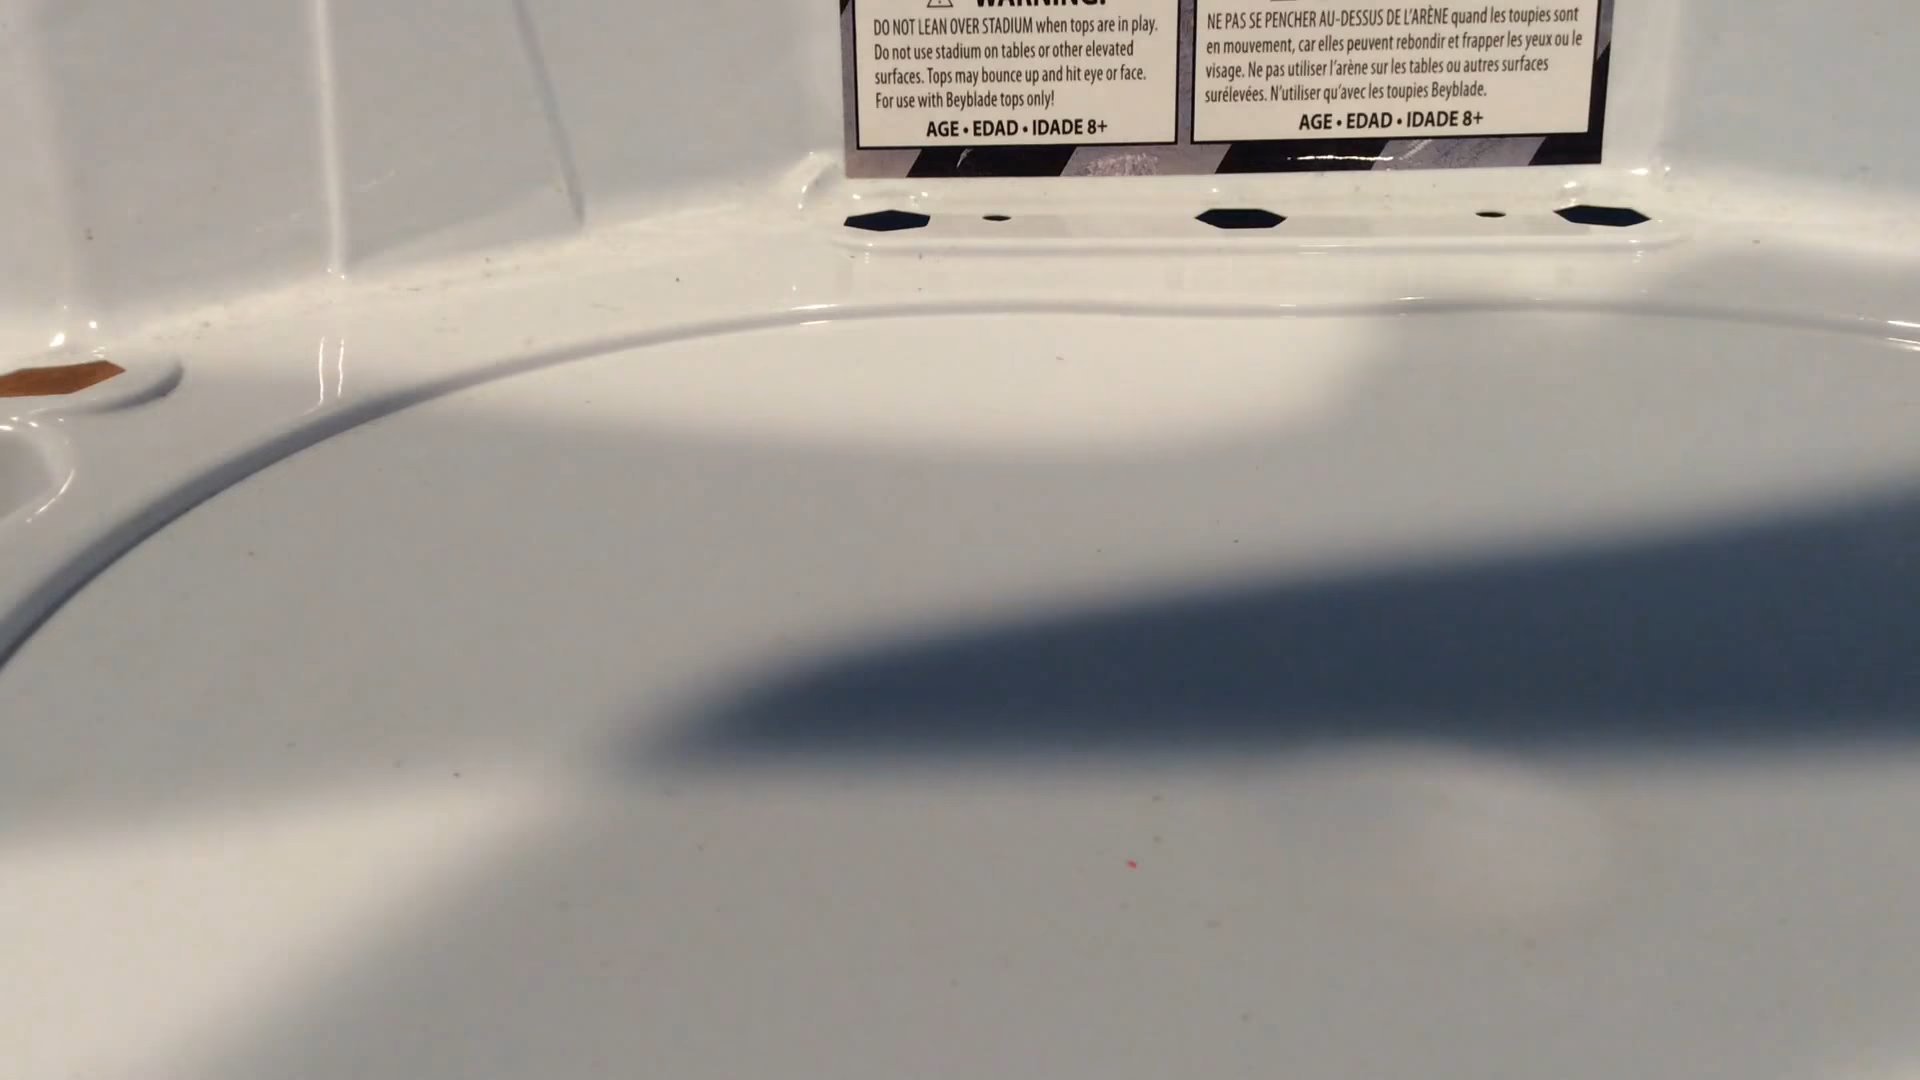 WARNING!
DO NOT LEAN OVER STADIUM when tops are in play.
Do not use stadium on tables or other elevated
surfaces. Tops may bounce up and hit eye or face.
For use with Beyblade tops only!
AGE • EDAD • IDADE 8+
NE PAS SE PENCHER AU-DESSUS DE L'ARÈNE quand les toupies sont
en mouvement, car elles peuvent rebondir et frapper les yeux ou le
visage. Ne pas utiliser l'arène sur les tables ou autres surfaces
surélevées. N'utiliser qu'avec les toupies Beyblade.
AGE • EDAD • IDADE 8+